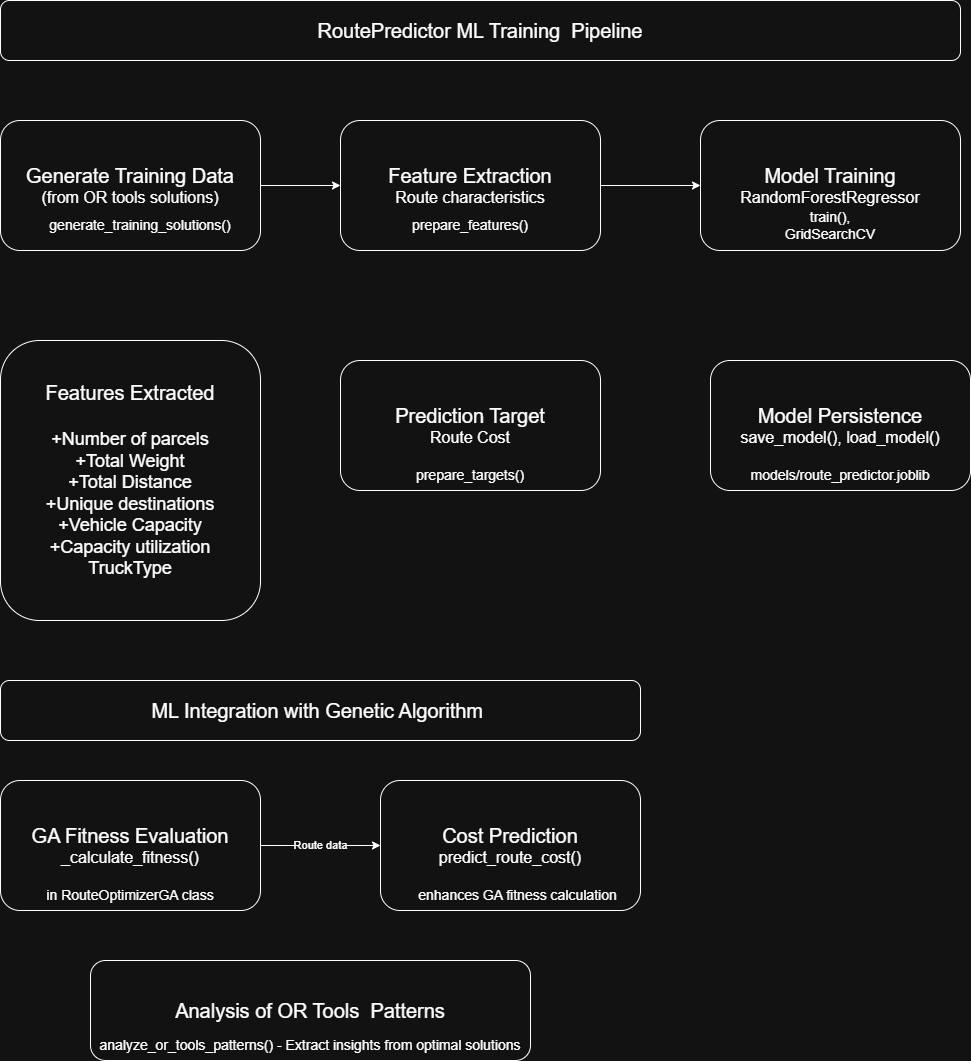 RoutePredictor ML Training  Pipeline
Generate Training Data
(from OR tools solutions)
generate_training_solutions()
Feature Extraction
Route characteristics
prepare_features()
Model Training
RandomForestRegressor
train(),
GridSearchCV
Features Extracted
+Number of parcels
+Total Weight
+Total Distance
+Unique destinations
+Vehicle Capacity
+Capacity utilization
TruckType
Prediction Target
Route Cost
prepare_targets()
Model Persistence
save_model(), load_model()
models/route_predictor.joblib
ML Integration with Genetic Algorithm
GA Fitness Evaluation
_calculate_fitness()
in RouteOptimizerGA class
Route data
Cost Prediction
predict_route_cost()
enhances GA fitness calculation
Analysis of OR Tools  Patterns
analyze_or_tools_patterns() - Extract insights from optimal solutions